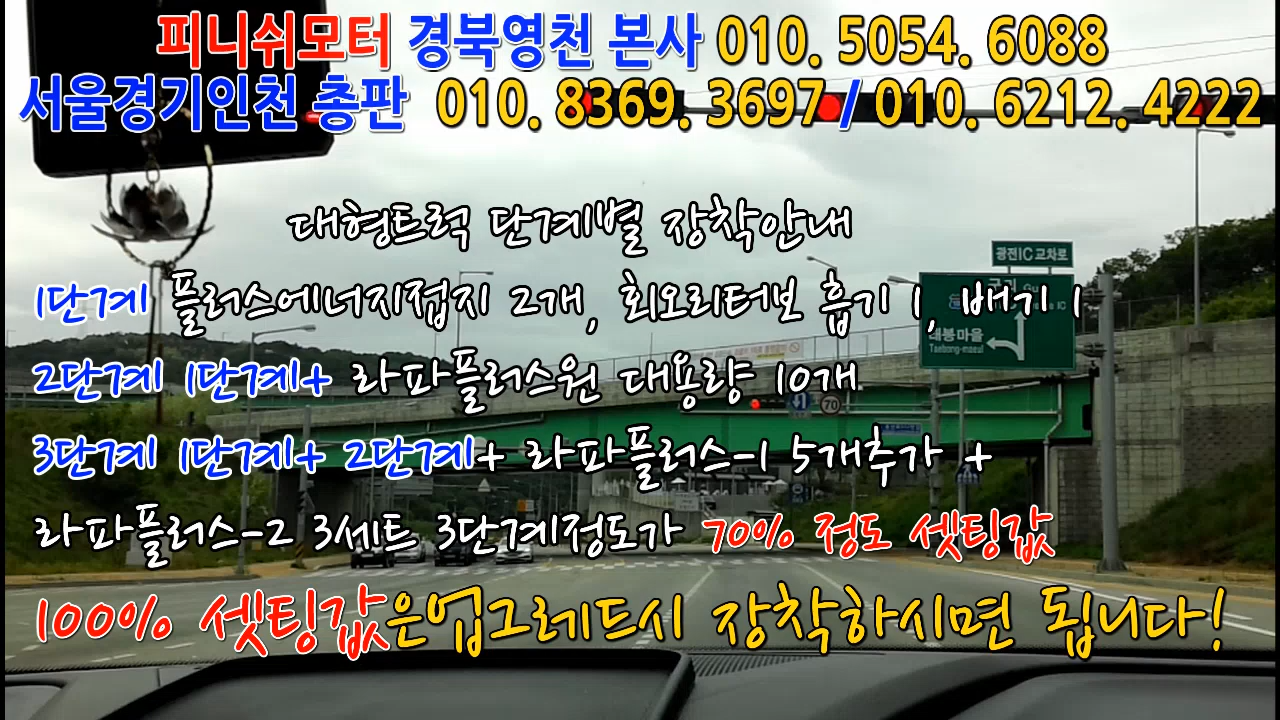 피니쉬모터 경북영천 본사 010. 5054. 6088
서울경기인천 총판 010. 8369. 3697 / 010. 6212. 4222
대형트럭 단계별 장착안내
1단계 플러스에너지접지 2개, 회오리터보 흡기 1, 배기 1
2단계 1단계+ 라파플러스원 대용량 10개
3단계 1단계+ 2단계+ 라파플러스-1 5개추가 +
라파플러스-2 3세트 3단계정도가 70% 정도 셋팅값
100% 셋팅값은업그레드시 장착하시면 됩니다!
광전IC교차로
태봉마을
Taebong-maeul
70